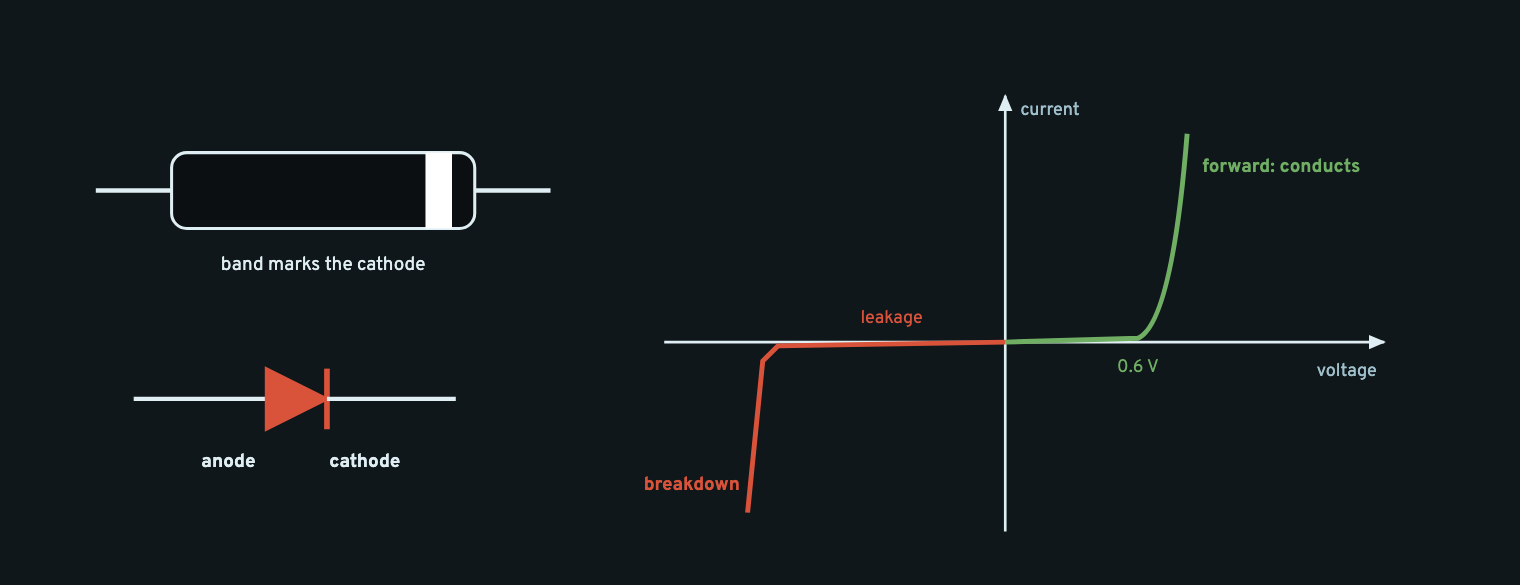 band marks the cathode
anode
cathode
current
forward: conducts
leakage
0.6 V
voltage
breakdown